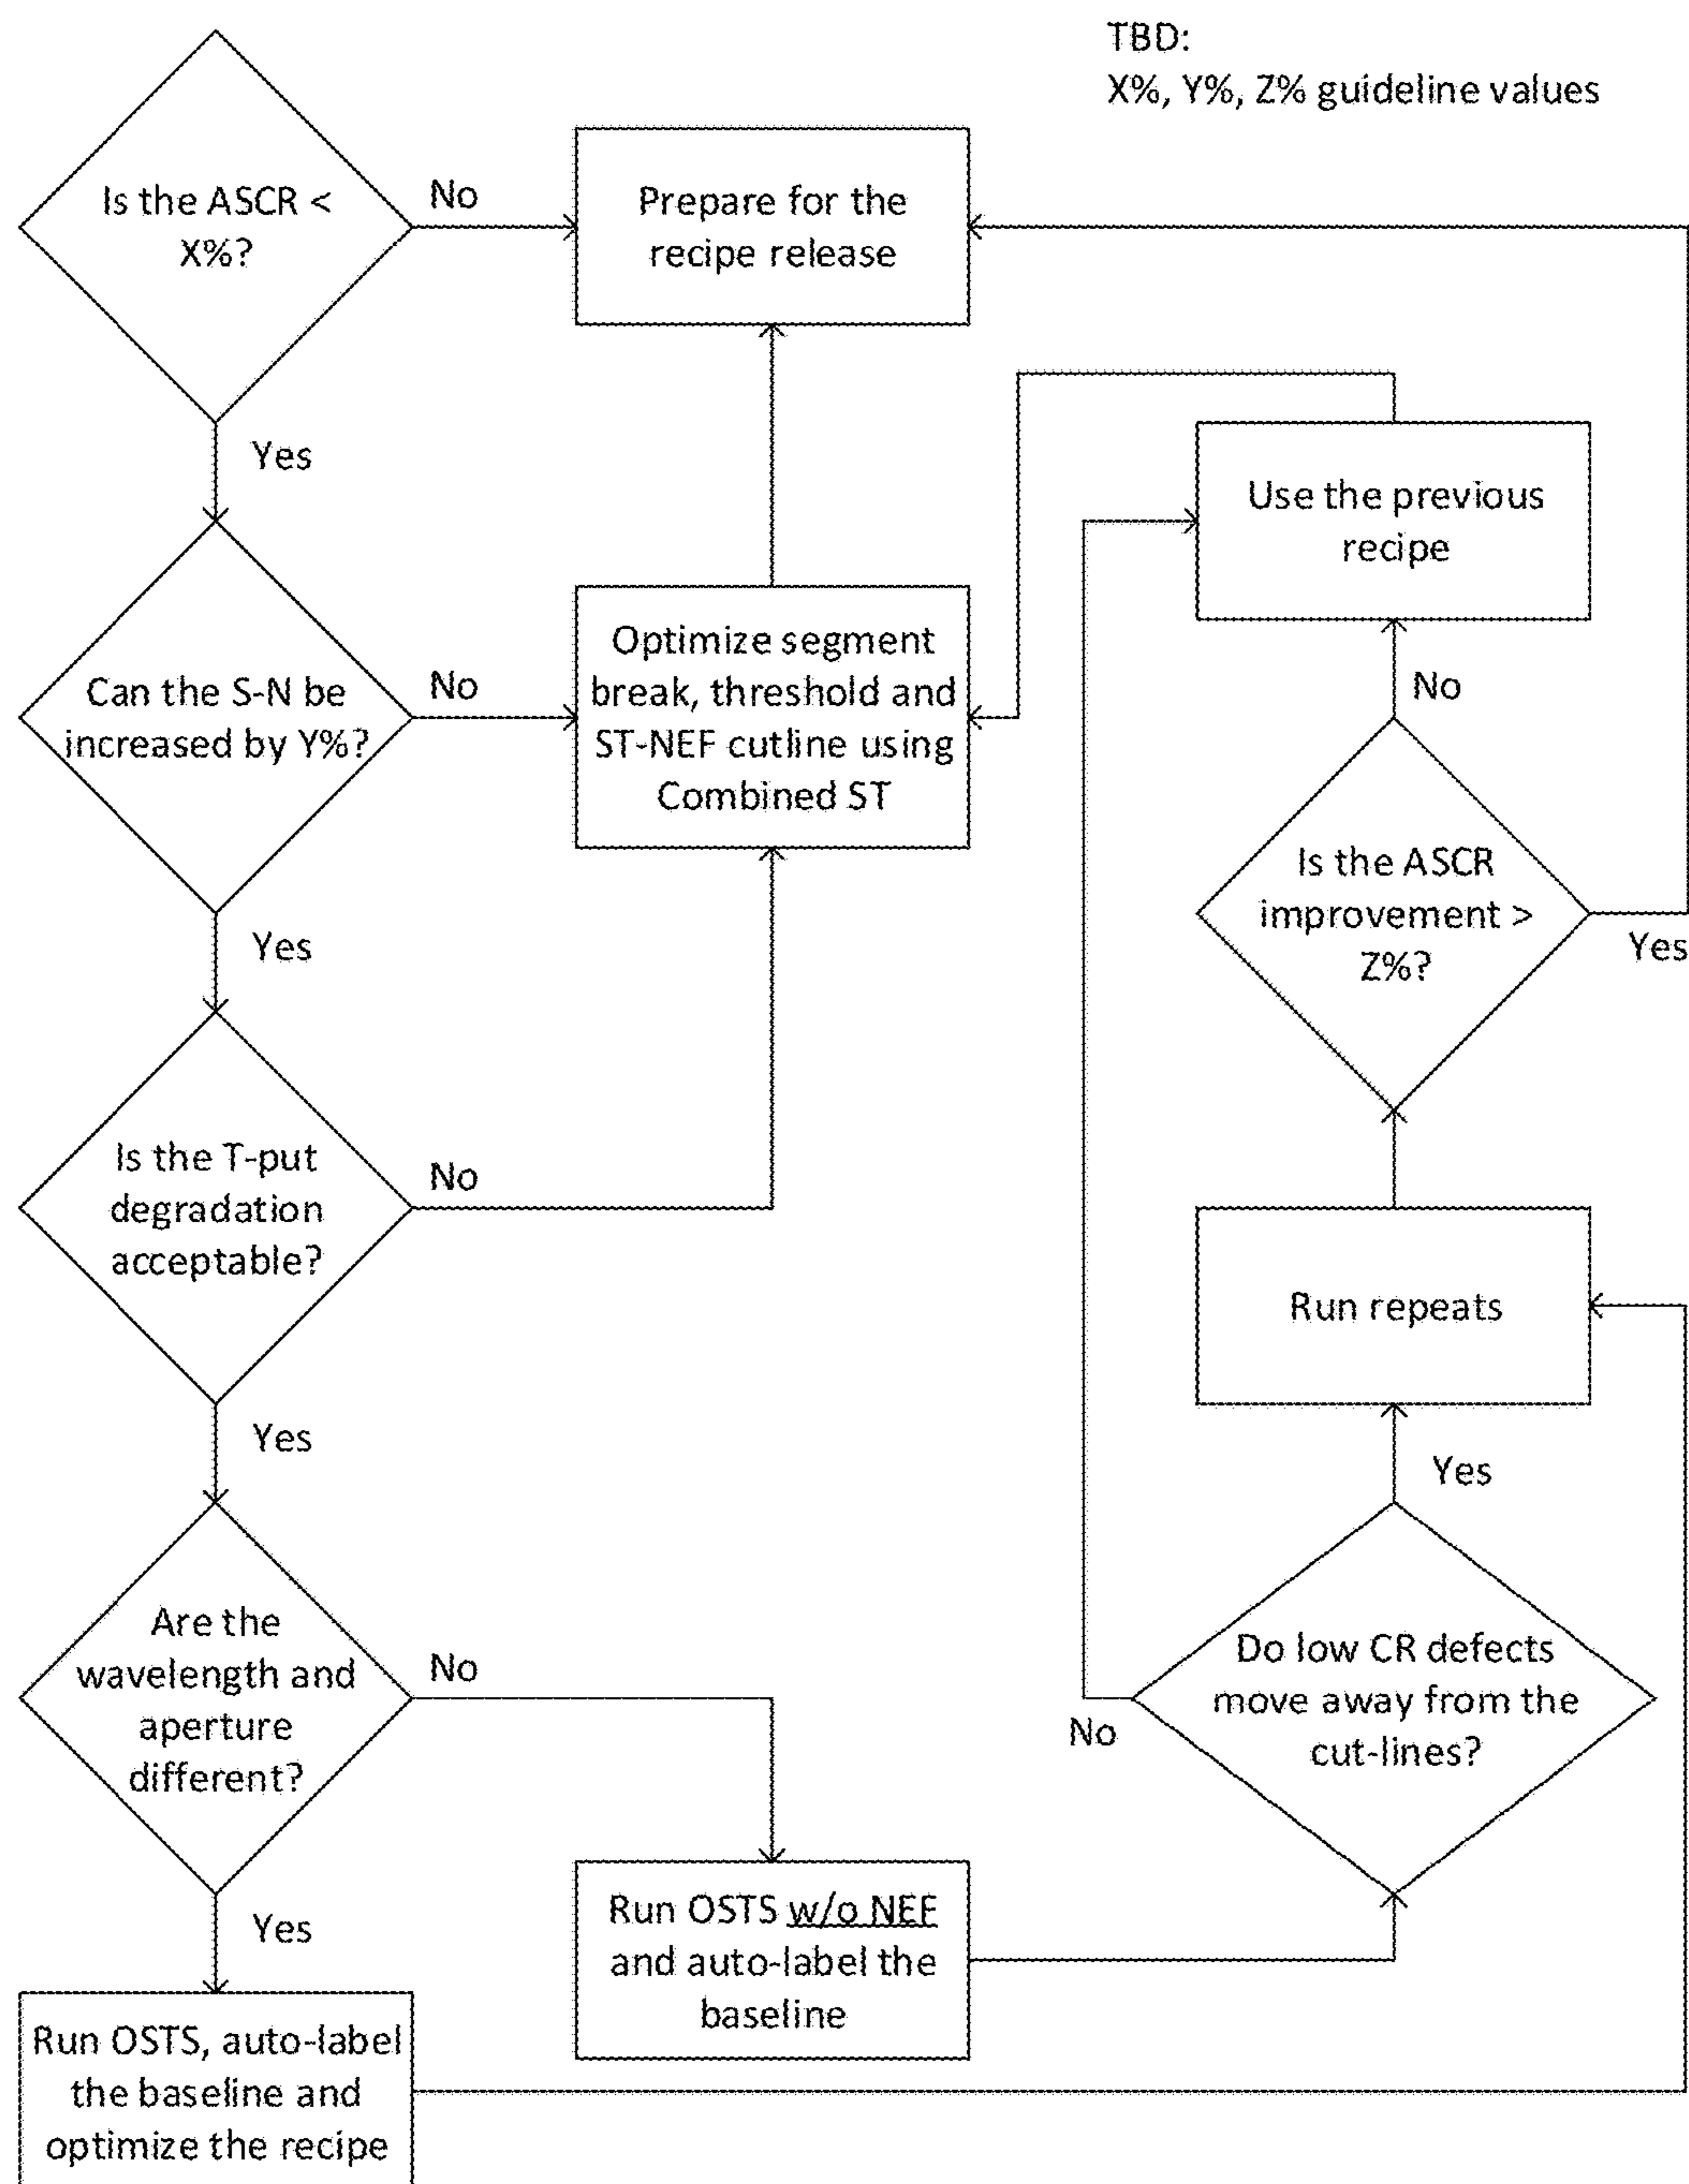 TBD:
X%, Y%, Z% guideline values
Is the ASCR <
X%?
No
Prepare for the
recipe release
Yes
Use the previous
recipe
Can the S-N be
increased by Y%?
No
Optimize segment
break, threshold and
ST-NEF cutline using
Combined ST
No
Is the ASCR
improvement >
Z%?
Yes
Yes
Is the T-put
degradation
acceptable?
No
Run repeats
Yes
Yes
Are the
wavelength and
aperture
different?
No
Do low CR defects
move away from the
cut-lines?
No
Yes
Run OSTS w/o NEF
and auto-label the
baseline
Run OSTS, auto-label
the baseline and
optimize the recipe